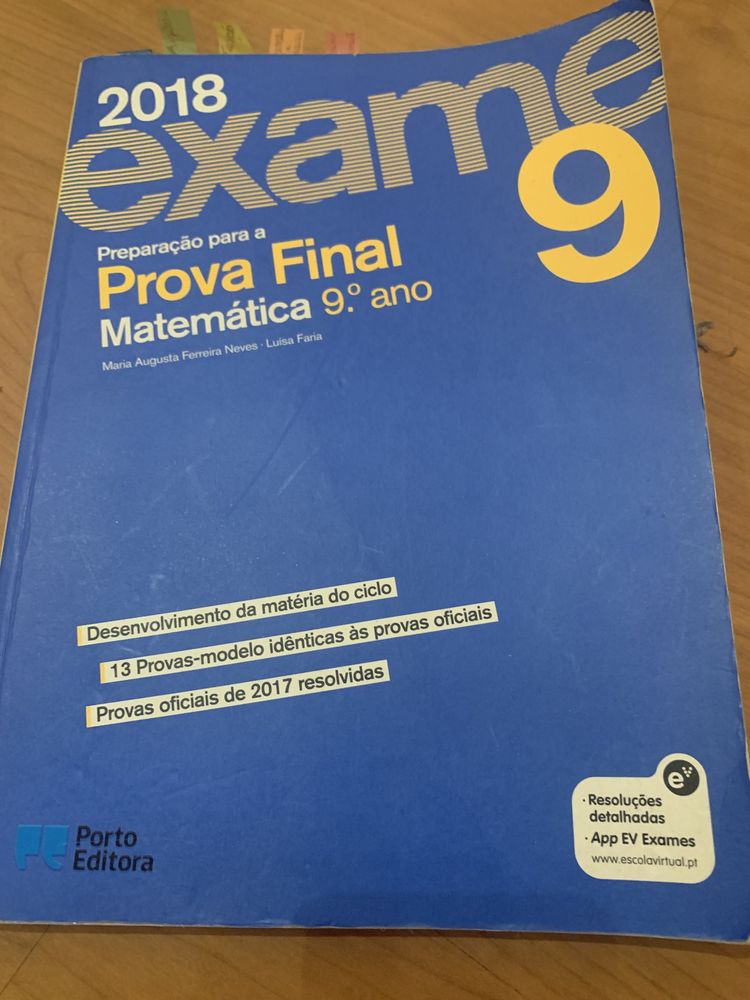 2018
exame
9
Preparação para a
Prova Final
Matemática 9.º ano
Maria Augusta Ferreira Neves · Luísa Faria
Desenvolvimento da matéria do ciclo
13 Provas-modelo idênticas às provas oficiais
Provas oficiais de 2017 resolvidas
e
· Resoluções
detalhadas
· App EV Exames
www.escolavirtual.pt
Porto
Editora